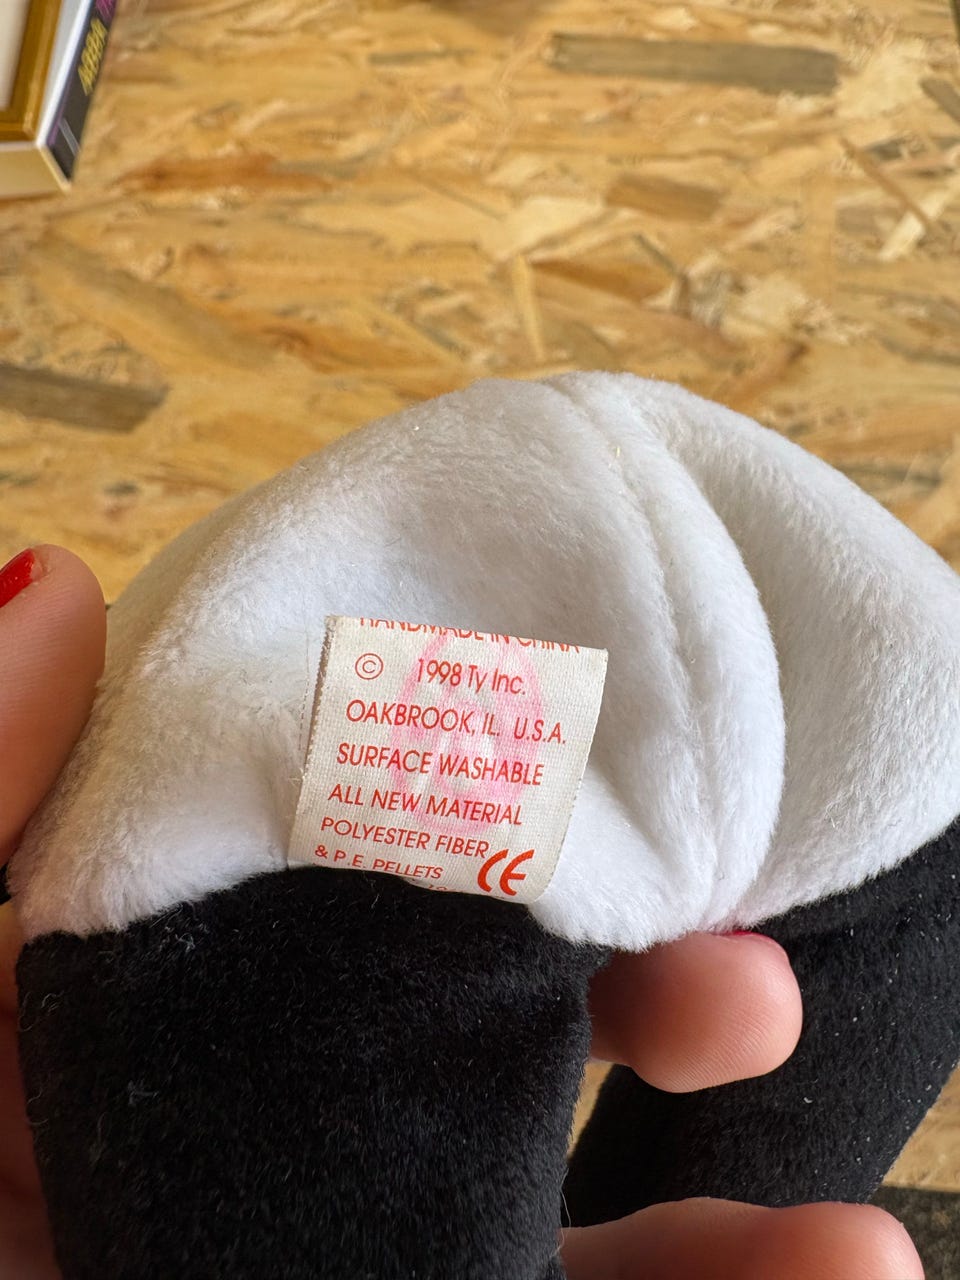 HANDMADE IN CHINA
© 1998 Ty Inc.
OAKBROOK, IL. U.S.A.
SURFACE WASHABLE
ALL NEW MATERIAL
POLYESTER FIBER
& P.E. PELLETS
CE